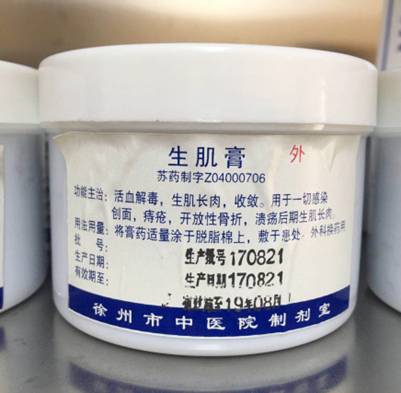 生肌膏
外
苏药制字Z04000706
功能主治：活血解毒，生肌长肉，收敛。用于一切感染
创面，痔疮，开放性骨折，溃疡后期生肌长肉。
用法用量：将膏药适量涂于脱脂棉上，敷于患处。外科换药用
批　　号：
生产批号170821
生产日期：
生产日期170821
有效期至：
有效期至19年08月
徐州市中医院制剂室